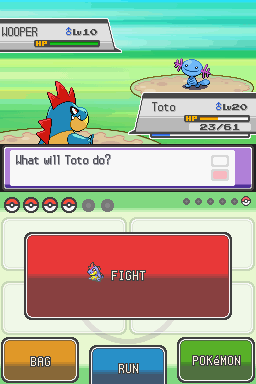 WOOPER ♂Lv10
HP
Toto ♂Lv20
HP
23/61
What will Toto do?
FIGHT
BAG
RUN
POKéMON